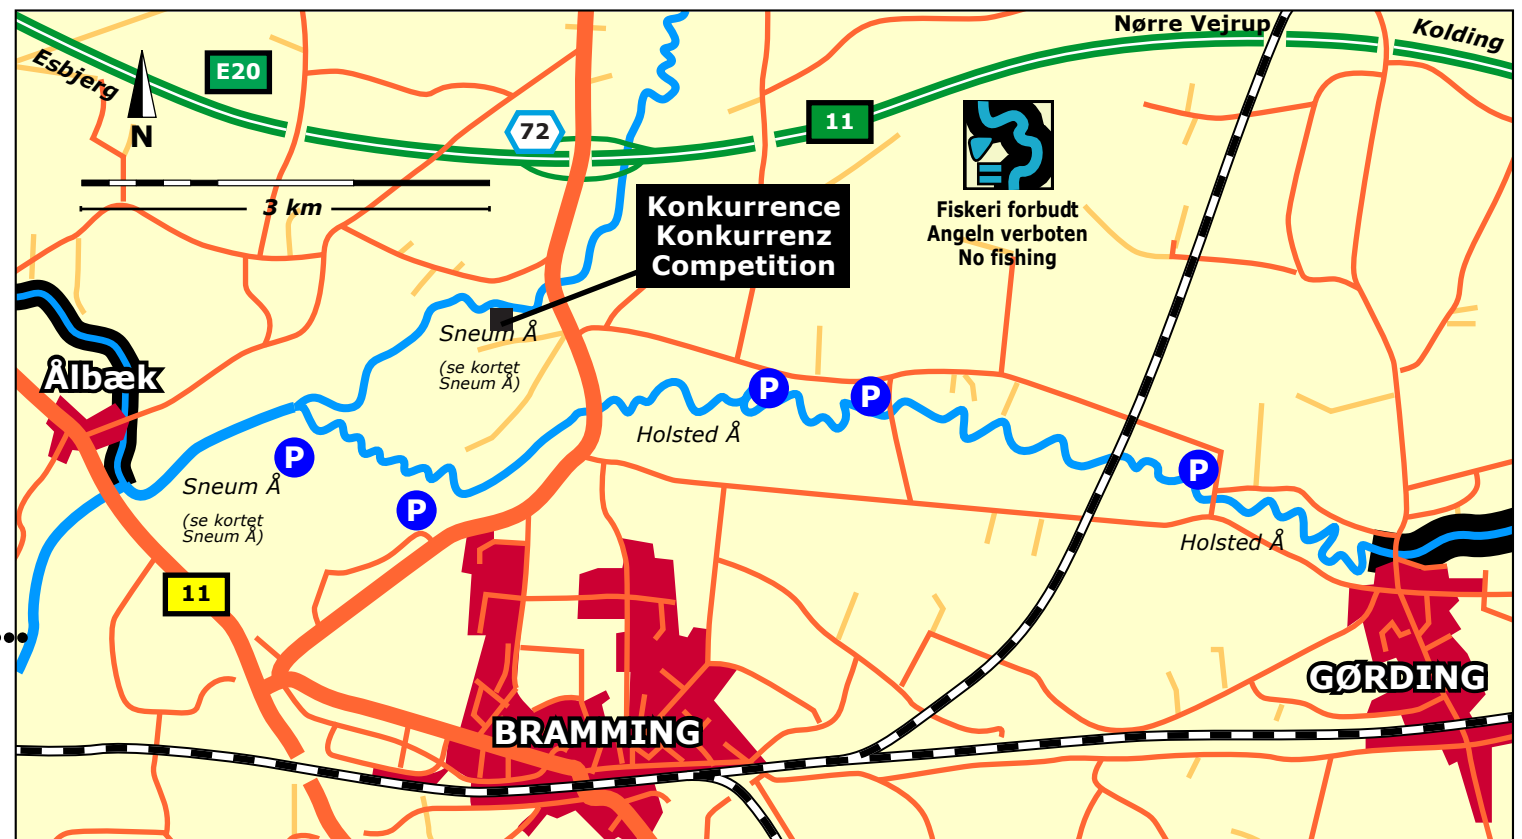 Nørre Vejrup
Kolding
Esbjerg
E20
N
72
11
3 km
Konkurrence
Konkurrenz
Competition
Fiskeri forbudt
Angeln verboten
No fishing
Sneum Å
(se kortet
Sneum Å)
Ålbæk
P
P
Holsted Å
P
P
Sneum Å
(se kortet
Sneum Å)
P
Holsted Å
11
GØRDING
BRAMMING